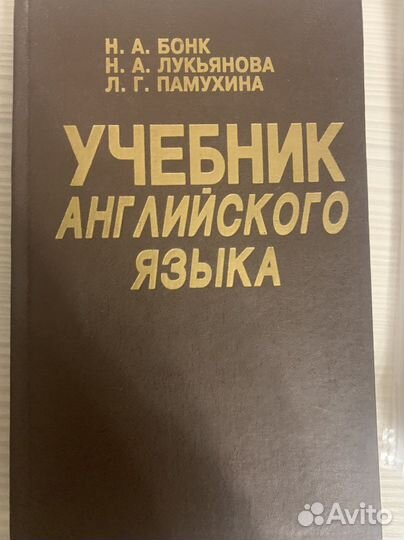 Н. А. БОНК
Н. А. ЛУКЬЯНОВА
Л. Г. ПАМУХИНА
УЧЕБНИК
АНГЛИЙСКОГО
ЯЗЫКА
Avito